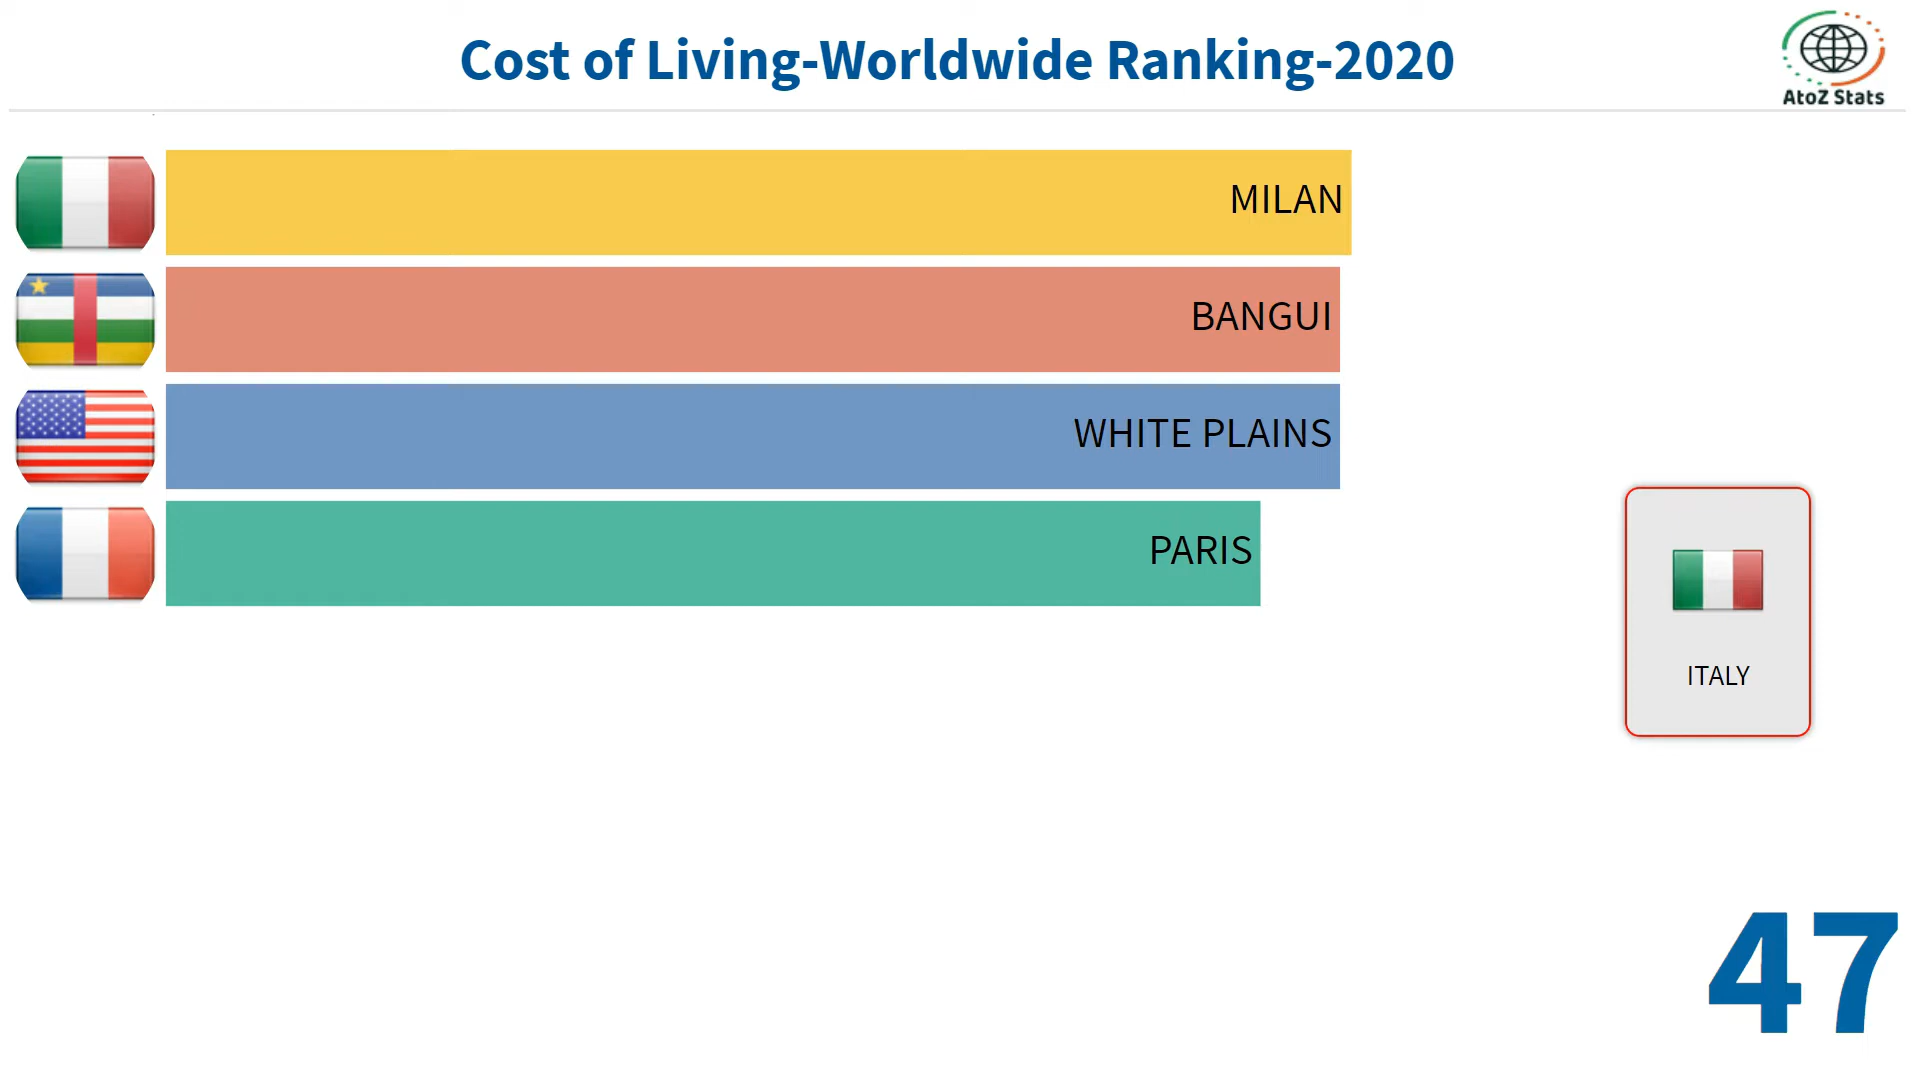 Cost of Living-Worldwide Ranking-2020
AtoZ Stats
MILAN
BANGUI
WHITE PLAINS
PARIS
ITALY
47